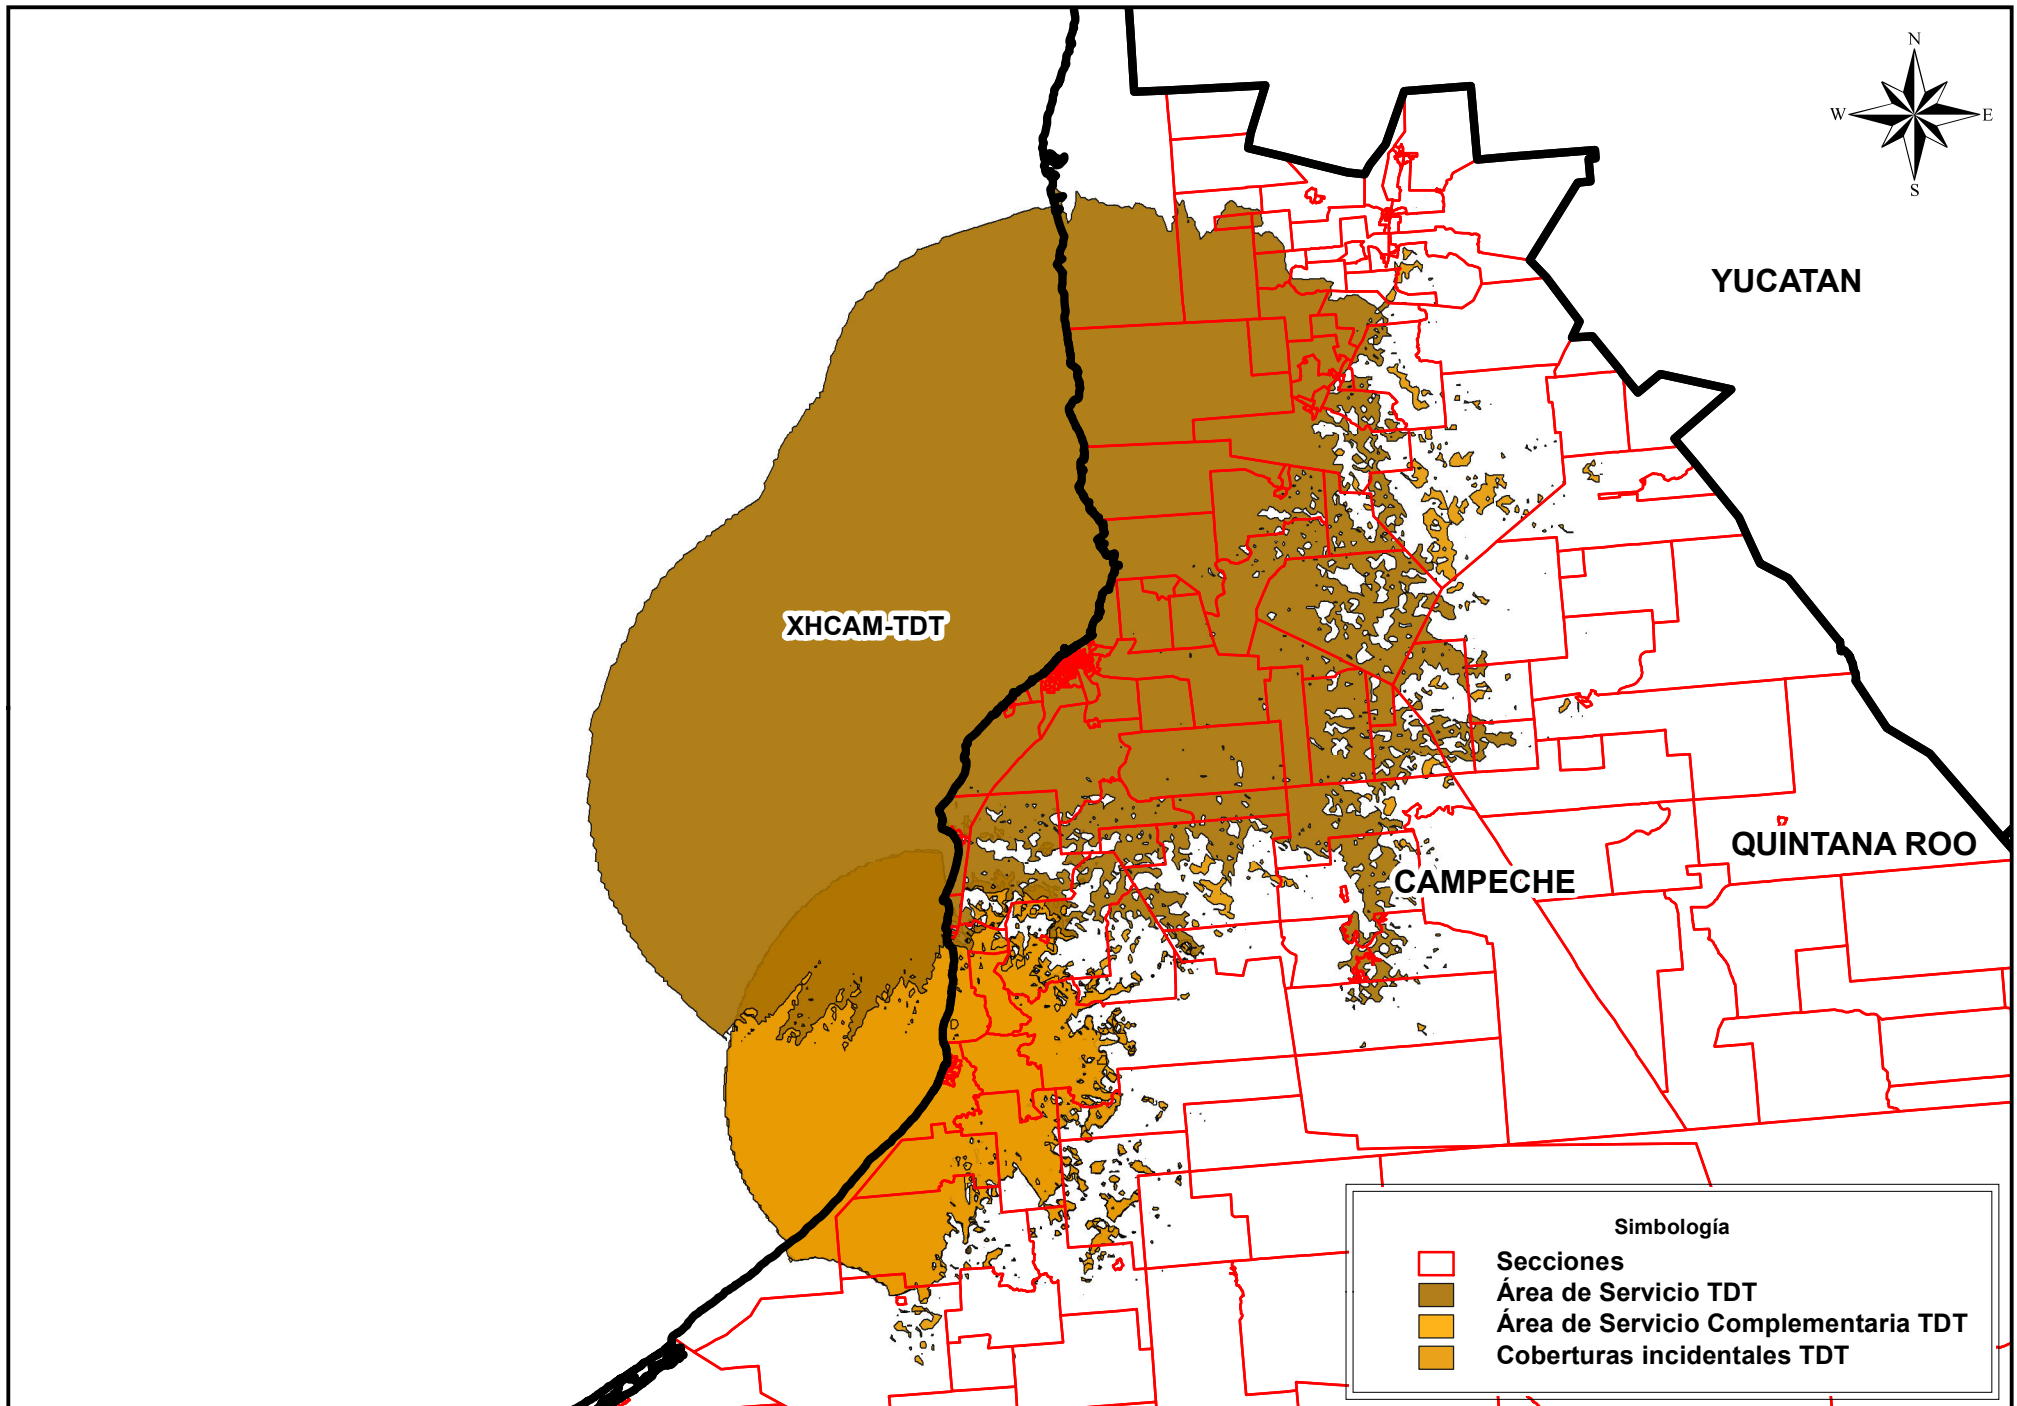 N
W E
S
YUCATAN
XHCAM-TDT
QUINTANA ROO
CAMPECHE
Simbología
Secciones
Área de Servicio TDT
Área de Servicio Complementaria TDT
Coberturas incidentales TDT